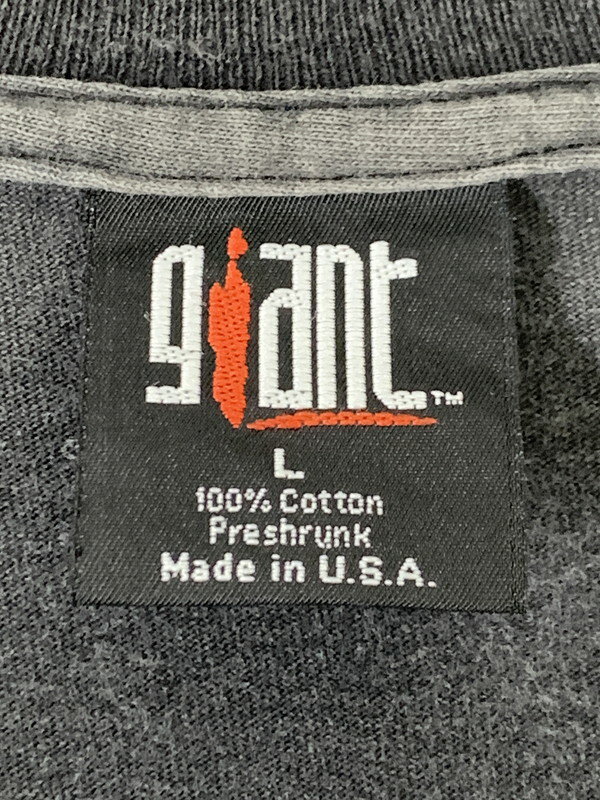 giant™
L
100% Cotton
Preshrunk
Made in U.S.A.